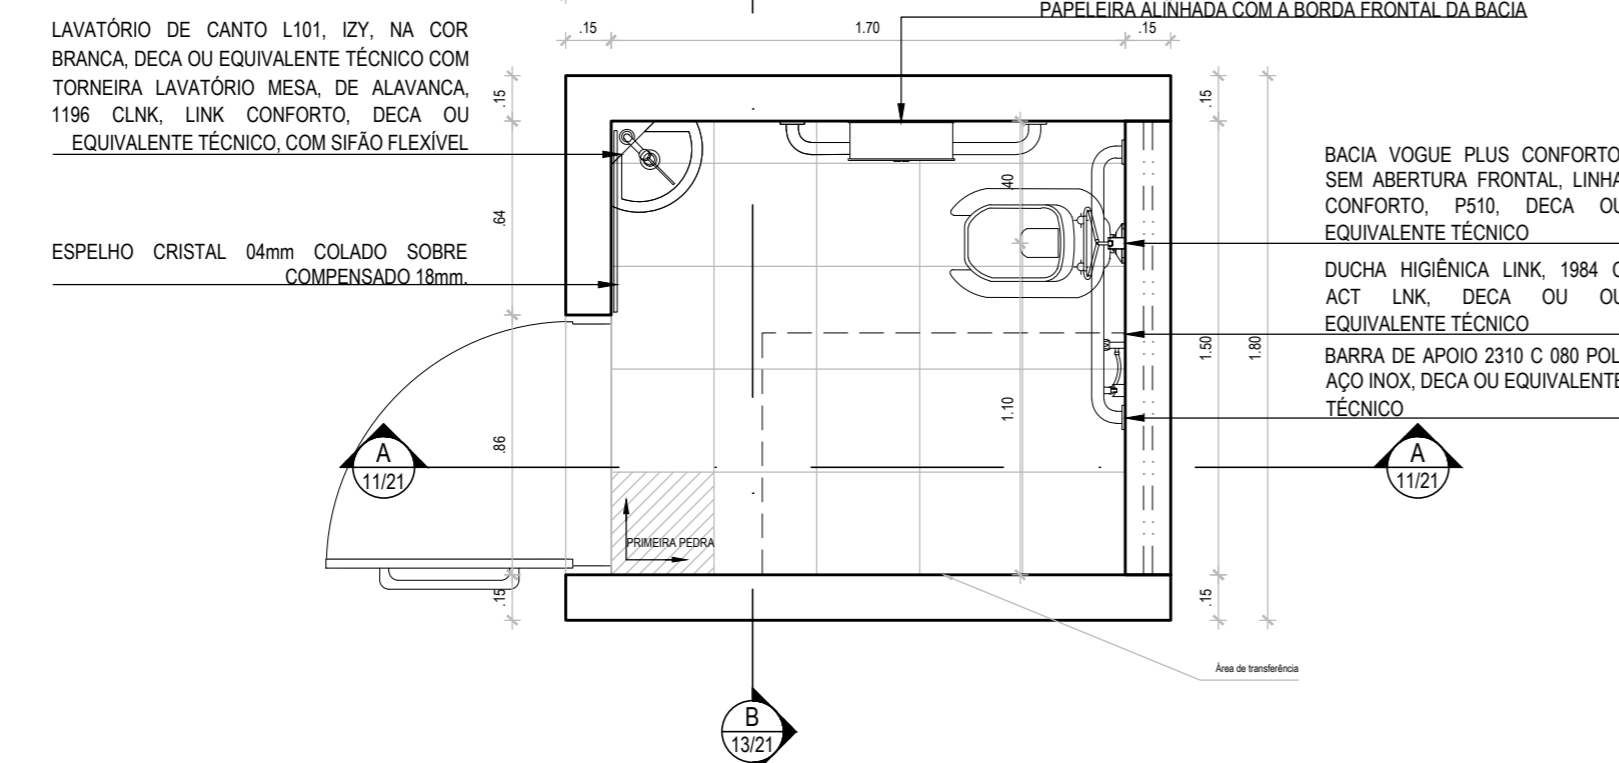 PAPELEIRA ALINHADA COM A BORDA FRONTAL DA BACIA
LAVATÓRIO DE CANTO L101, IZY, NA COR
BRANCA, DECA OU EQUIVALENTE TÉCNICO COM
TORNEIRA LAVATÓRIO MESA, DE ALAVANCA,
1196 CLNK, LINK CONFORTO, DECA OU
EQUIVALENTE TÉCNICO, COM SIFÃO FLEXÍVEL
ESPELHO CRISTAL 04mm COLADO SOBRE
COMPENSADO 18mm.
.15
1.70
.15
.15
.64
.86
.15
.40
1.10
.15
1.50
1.80
.15
BACIA VOGUE PLUS CONFORTO
SEM ABERTURA FRONTAL, LINHA
CONFORTO, P510, DECA OU
EQUIVALENTE TÉCNICO
DUCHA HIGIÊNICA LINK, 1984 C
ACT LNK, DECA OU OU
EQUIVALENTE TÉCNICO
BARRA DE APOIO 2310 C 080 POL
AÇO INOX, DECA OU EQUIVALENTE
TÉCNICO
A
11/21
A
11/21
PRIMEIRA PEDRA
Área de transferência
B
13/21